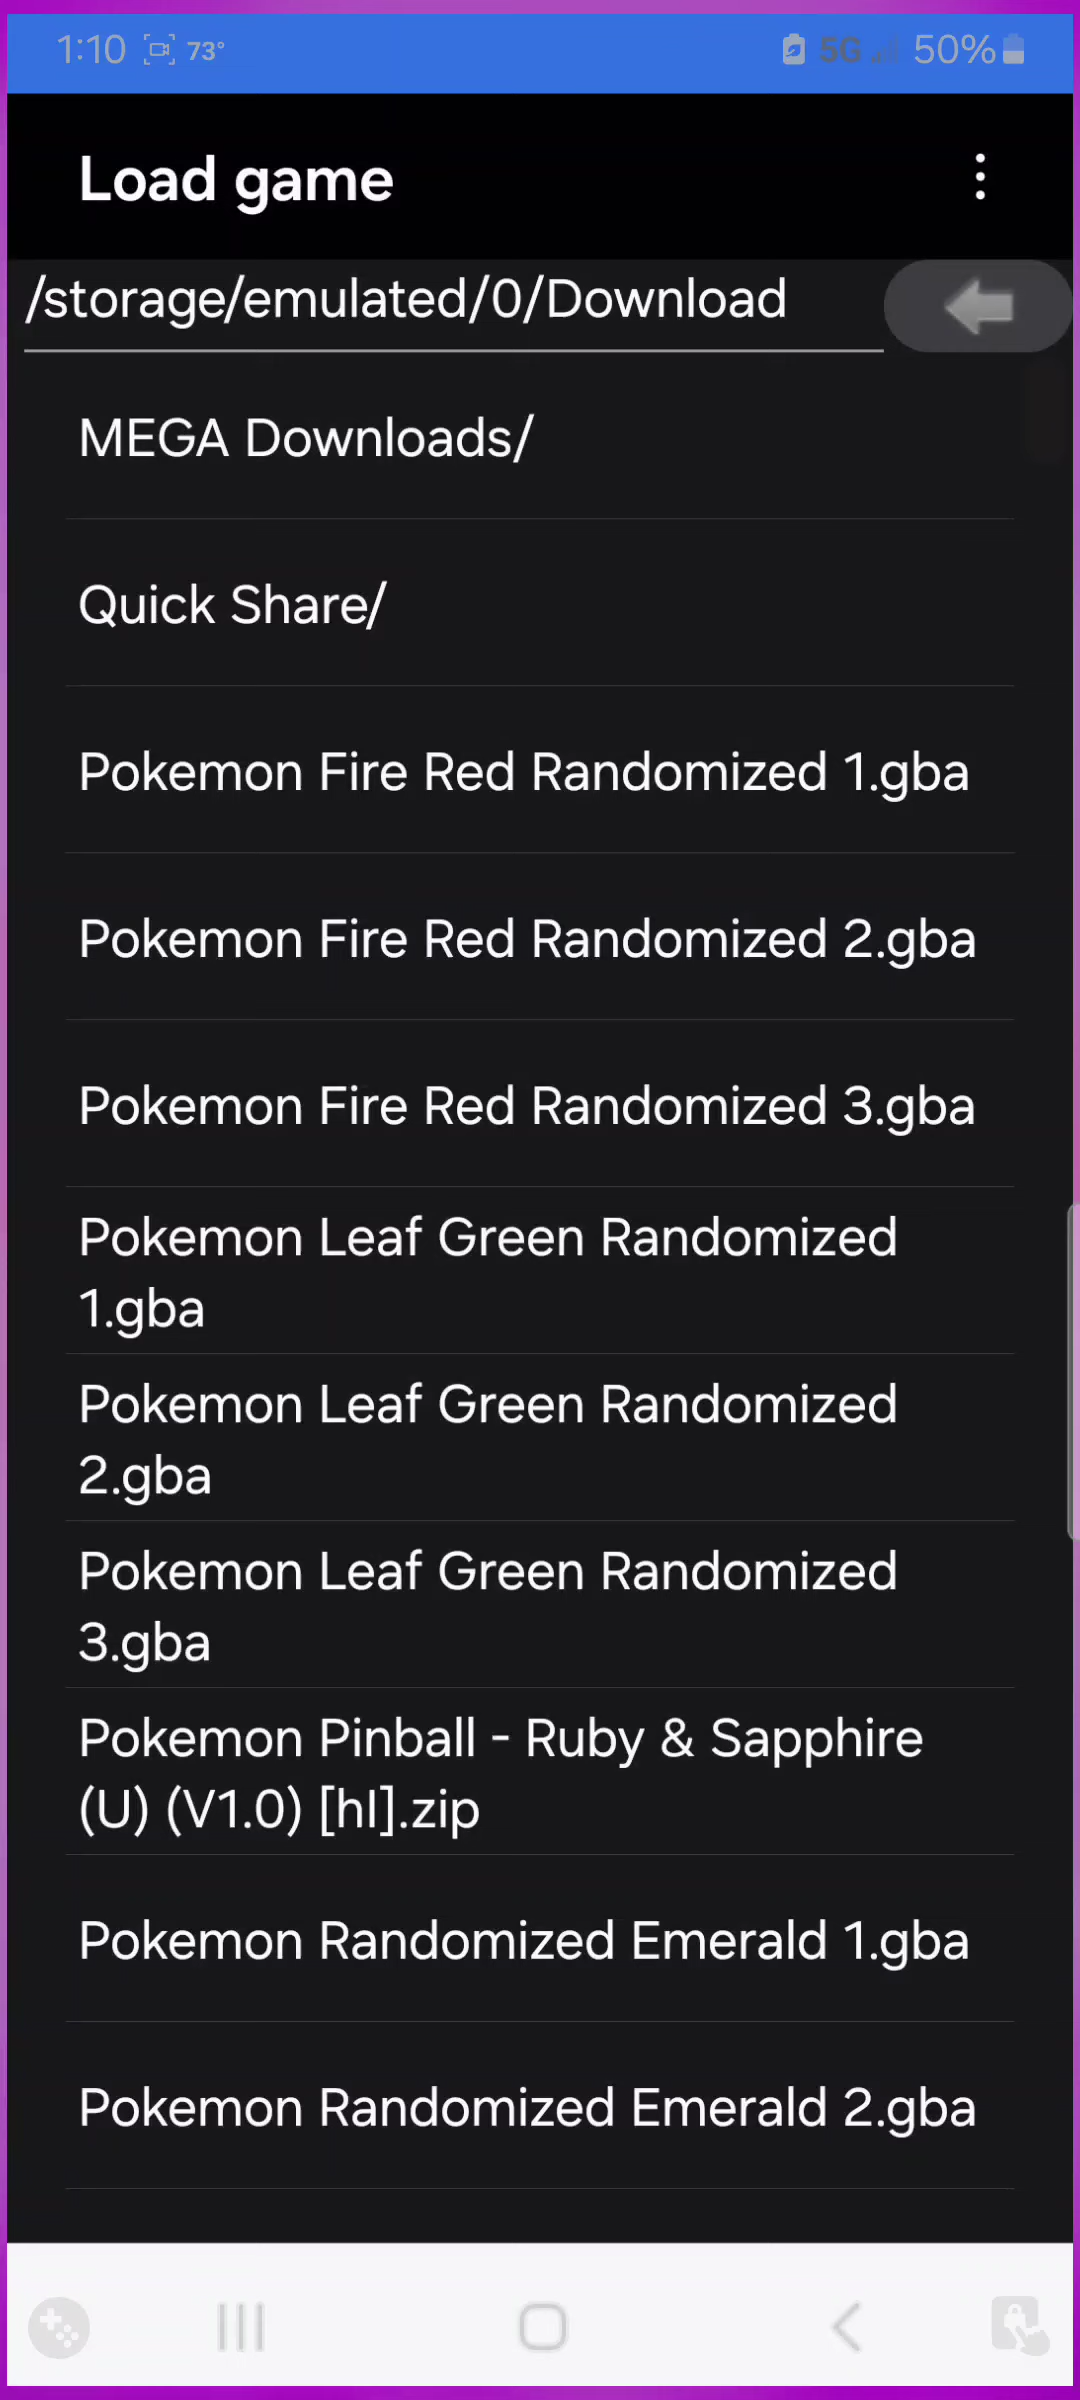 1:10 73° 5G 50%
Load game
/storage/emulated/0/Download
MEGA Downloads/
Quick Share/
Pokemon Fire Red Randomized 1.gba
Pokemon Fire Red Randomized 2.gba
Pokemon Fire Red Randomized 3.gba
Pokemon Leaf Green Randomized
1.gba
Pokemon Leaf Green Randomized
2.gba
Pokemon Leaf Green Randomized
3.gba
Pokemon Pinball - Ruby & Sapphire
(U) (V1.0) [hI].zip
Pokemon Randomized Emerald 1.gba
Pokemon Randomized Emerald 2.gba